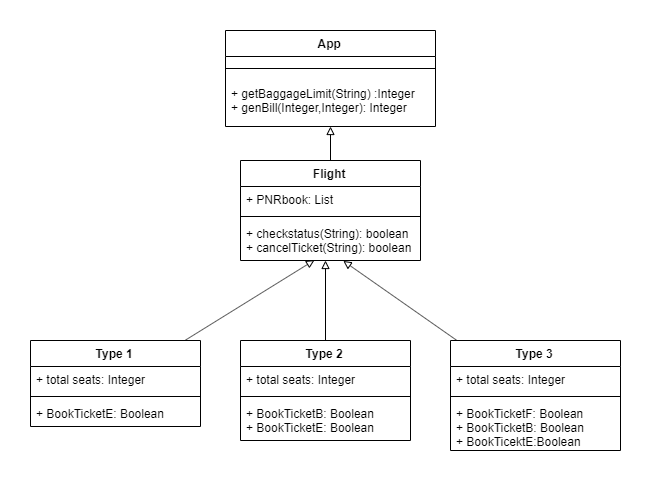 App
+ getBaggageLimit(String) :Integer
+ genBill(Integer,Integer): Integer
Flight
+ PNRbook: List
+ checkstatus(String): boolean
+ cancelTicket(String): boolean
Type 1
+ total seats: Integer
+ BookTicketE: Boolean
Type 2
+ total seats: Integer
+ BookTicketB: Boolean
+ BookTicketE: Boolean
Type 3
+ total seats: Integer
+ BookTicketF: Boolean
+ BookTicketB: Boolean
+ BookTicektE:Boolean